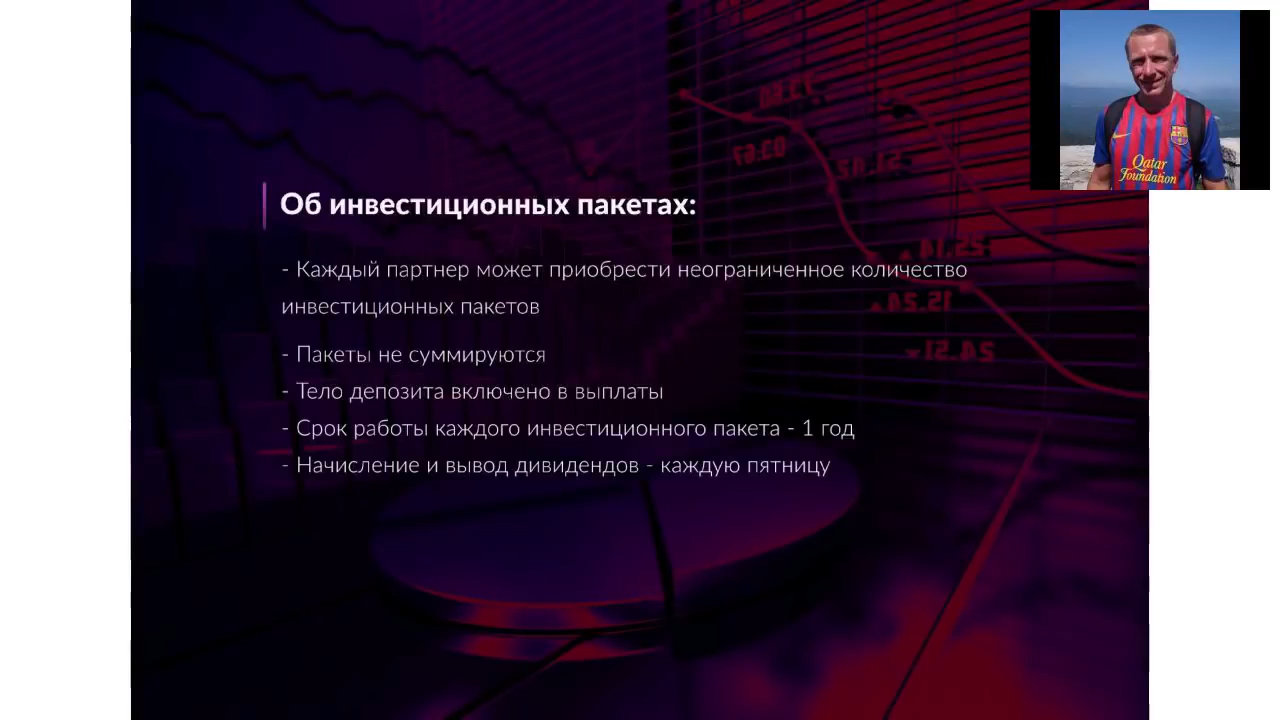 Об инвестиционных пакетах:
- Каждый партнер может приобрести неограниченное количество
инвестиционных пакетов
- Пакеты не суммируются
- Тело депозита включено в выплаты
- Срок работы каждого инвестиционного пакета - 1 год
- Начисление и вывод дивидендов - каждую пятницу
Qatar
Foundation